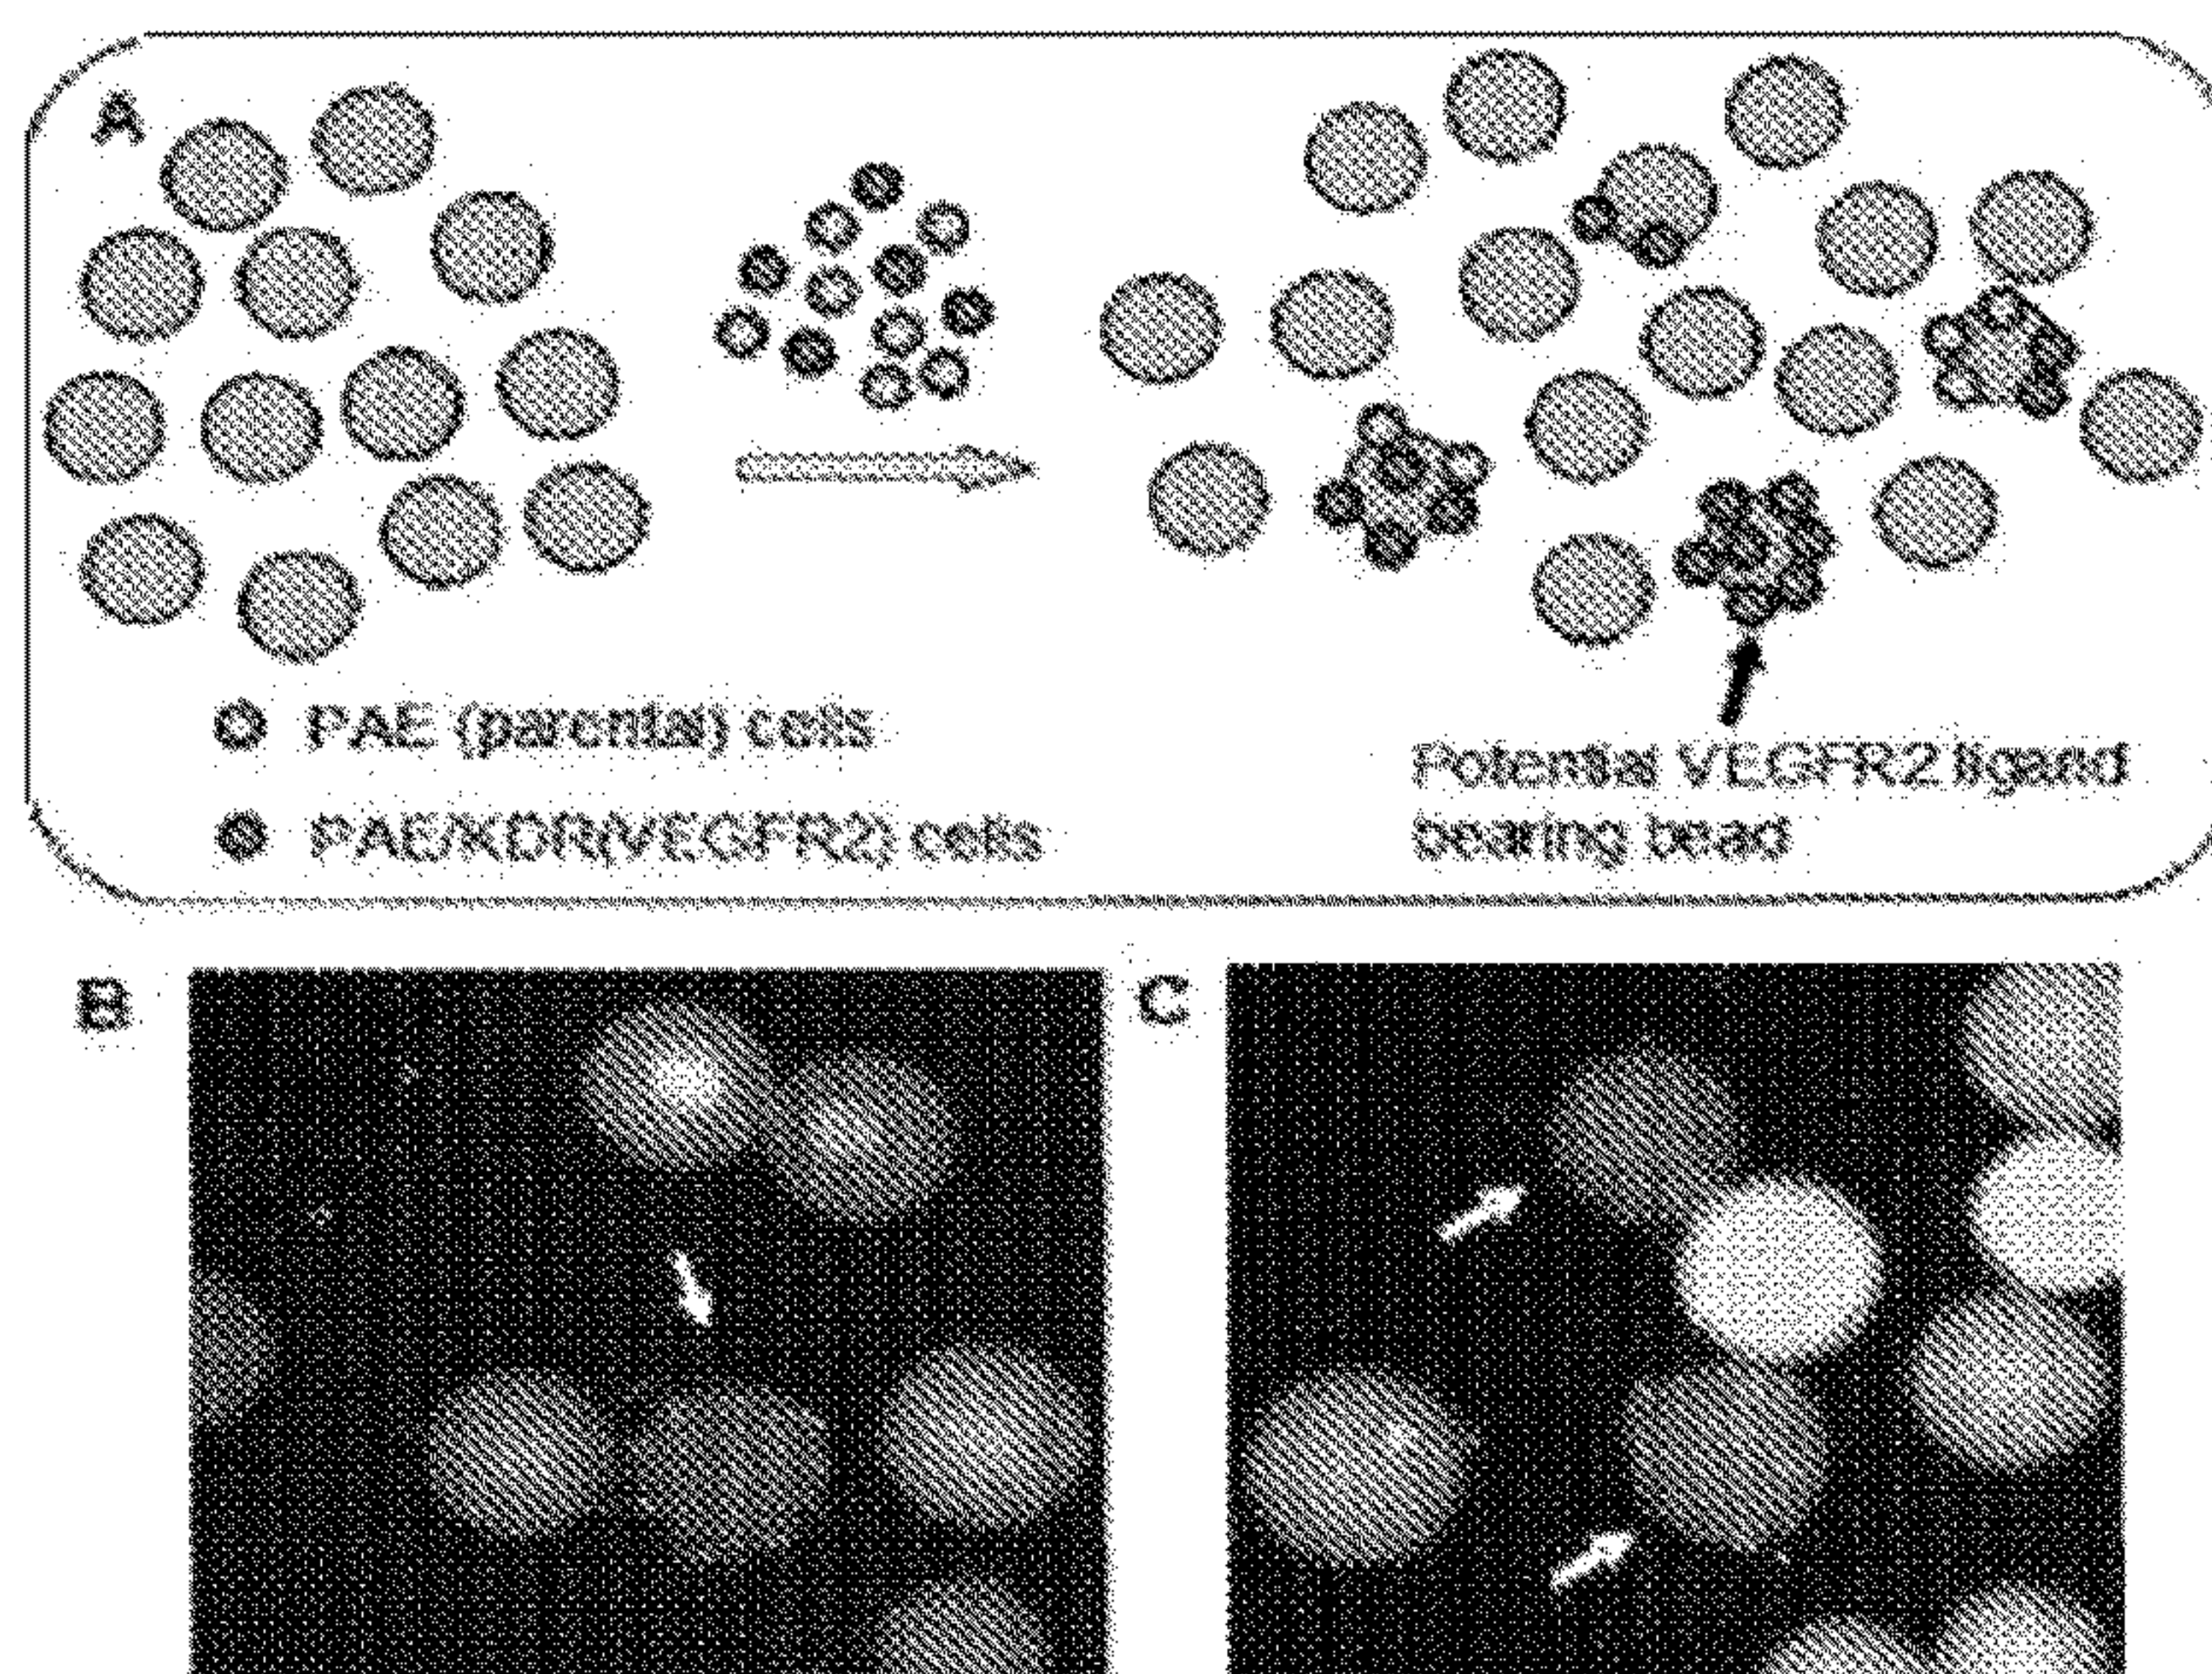 A
PAE (parental) cells
PAE/KDR(VEGFR2) cells
Potential VEGFR2 ligand
bearing bead
B
C